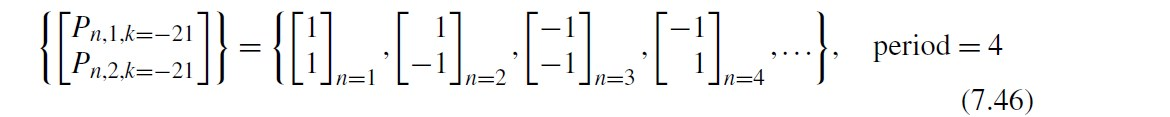 {[P_{n,1,k=−21} P_{n,2,k=−21}]} = {[1 1]_{n=1}, [1 −1]_{n=2}, [−1 −1]_{n=3}, [−1 1]_{n=4}, ...}, period = 4
(7.46)